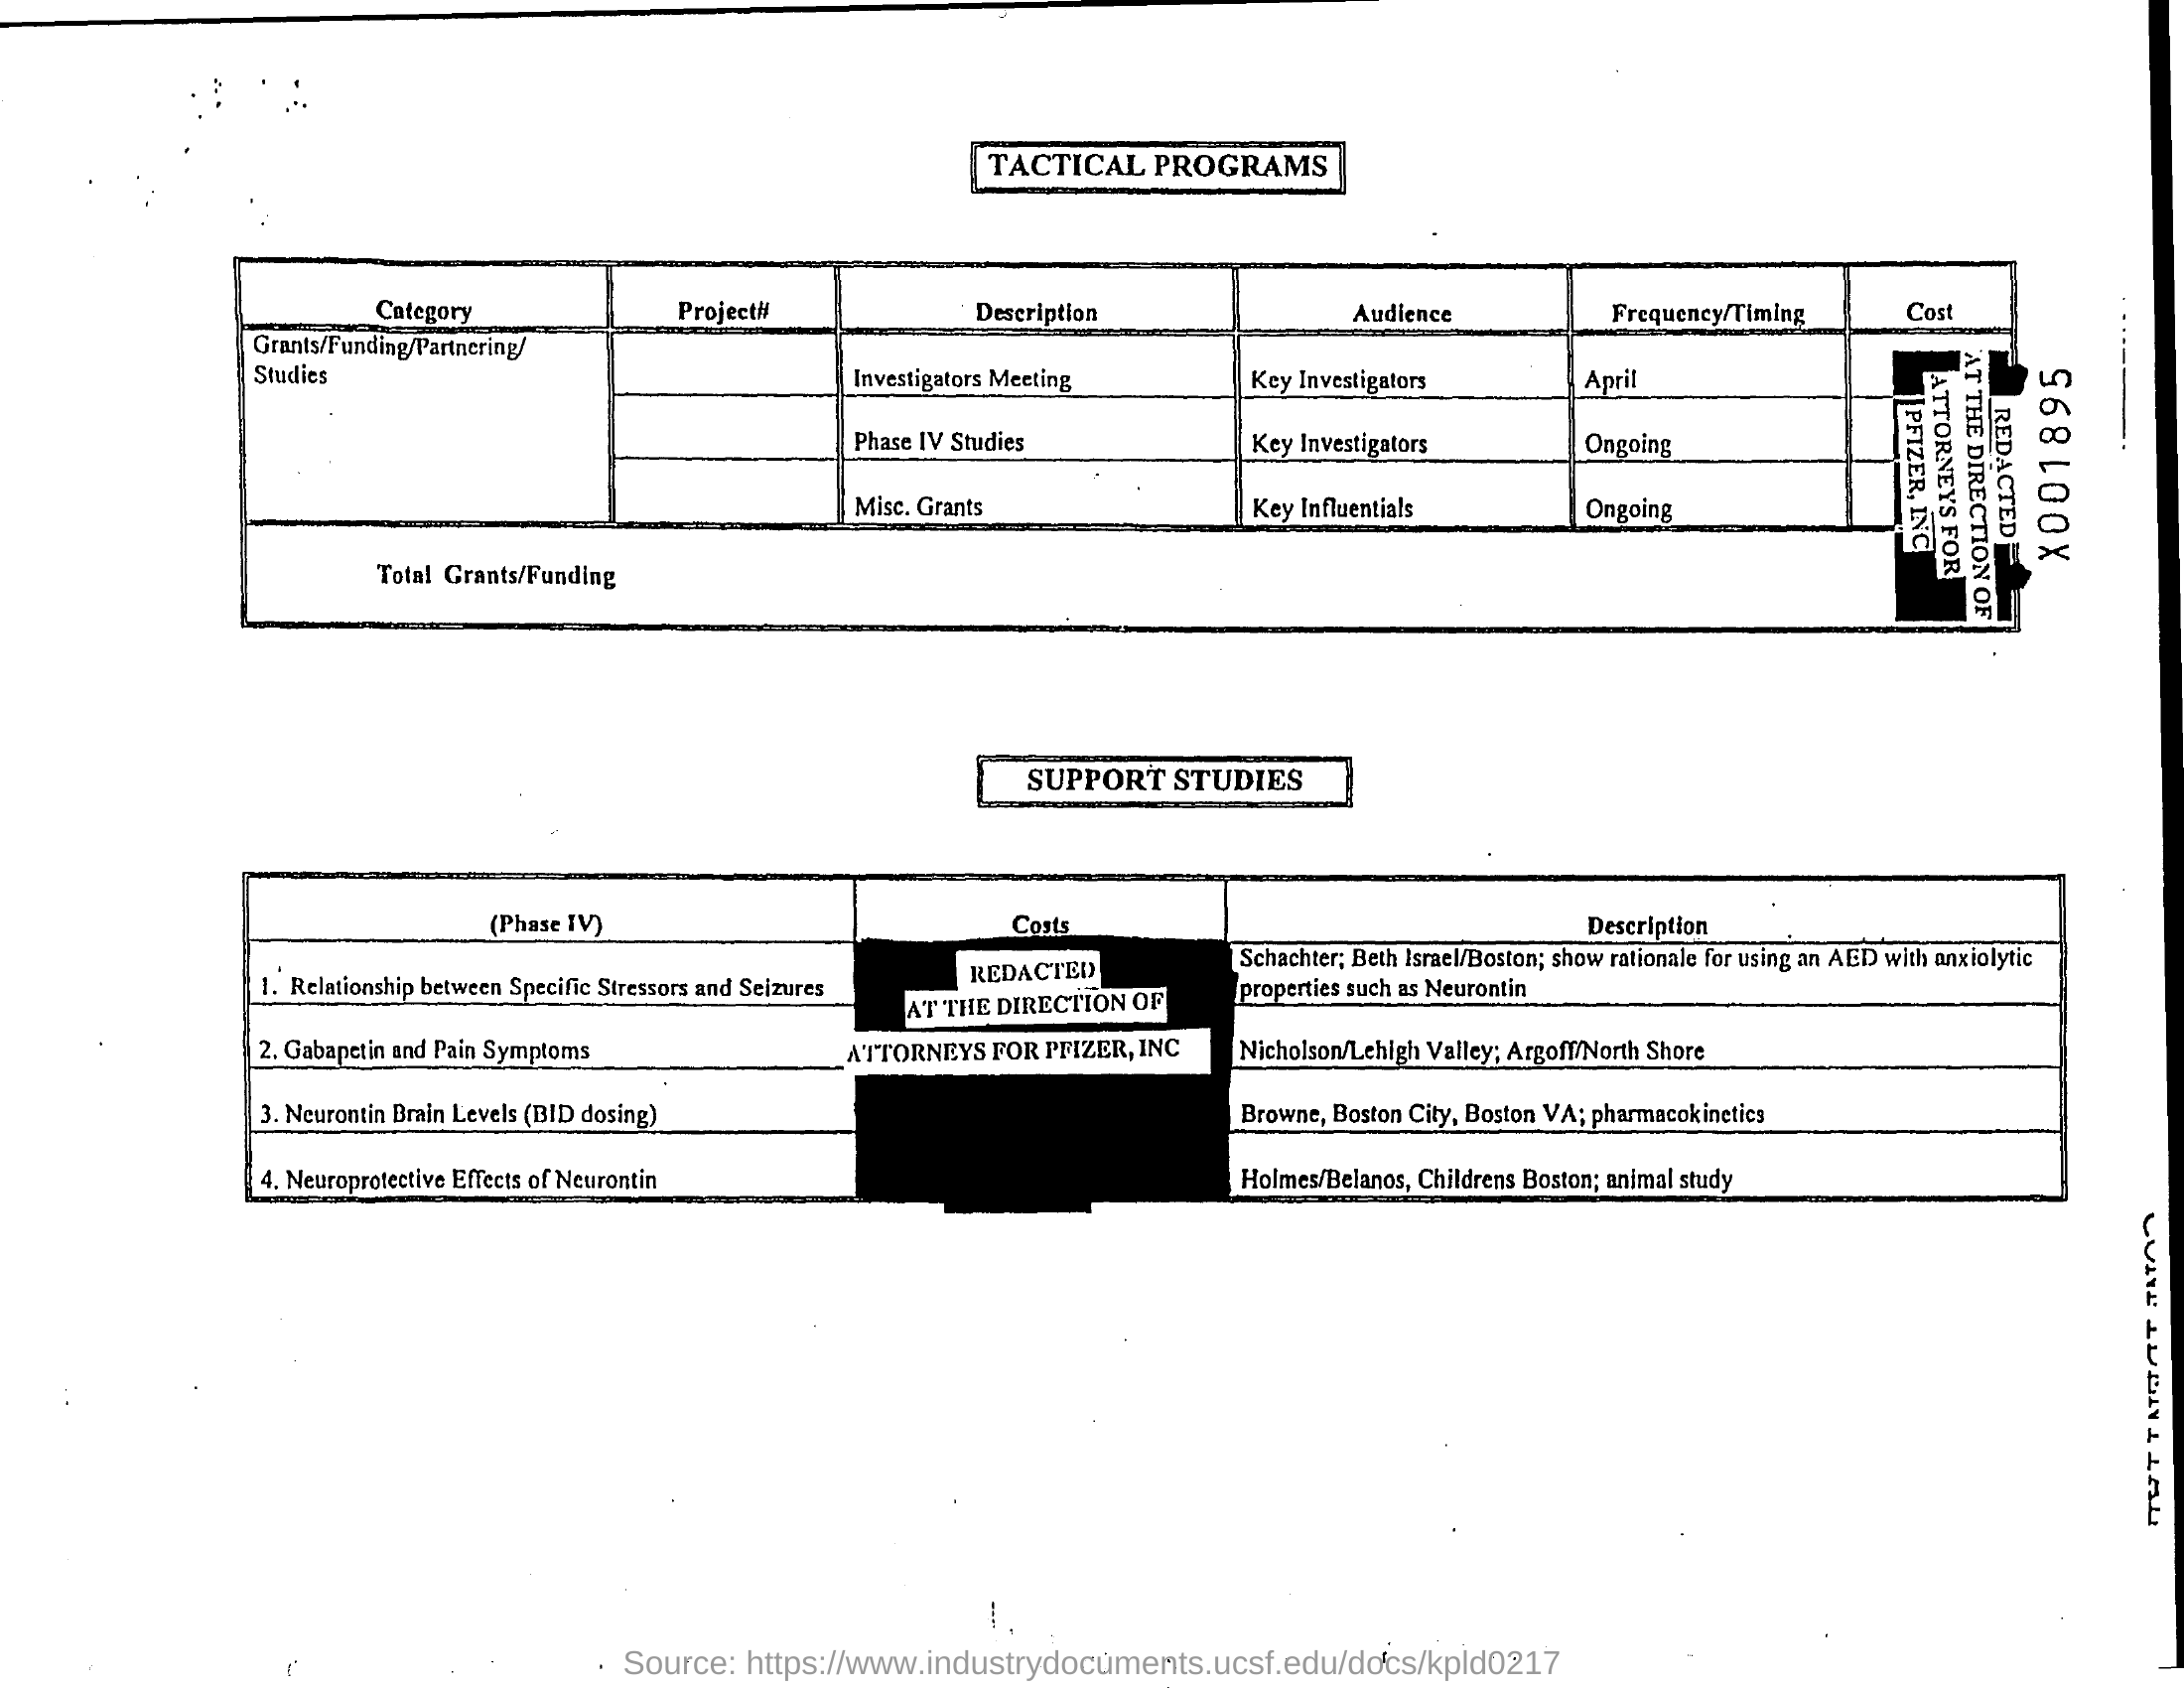 TACTICAL PROGRAMS
Category Project# Description Audience Frequency/Timing Cost
Grants/Funding/Partnering/
Studies
Investigators Meeting Key Investigators April
Phase IV Studies Key Investigators Ongoing
Misc. Grants Key Influentials Ongoing
Total Grants/Funding
REDACTED
AT THE DIRECTION OF
ATTORNEYS FOR
PFIZER, INC
X001895
SUPPORT STUDIES
(Phase IV) Costs Description
1. Relationship between Specific Stressors and Seizures
Schachter; Beth Israel/Boston; show rationale for using an AED with anxiolytic
properties such as Neurontin
2. Gabapetin and Pain Symptoms
Nicholson/Lehigh Valley; Argoff/North Shore
3. Neurontin Brain Levels (BID dosing)
Browne, Boston City, Boston VA; pharmacokinetics
4. Neuroprotective Effects of Neurontin
Holmes/Belanos, Childrens Boston; animal study
REDACTED
AT THE DIRECTION OF
ATTORNEYS FOR PFIZER, INC
Source: https://www.industrydocuments.ucsf.edu/docs/kpld0217